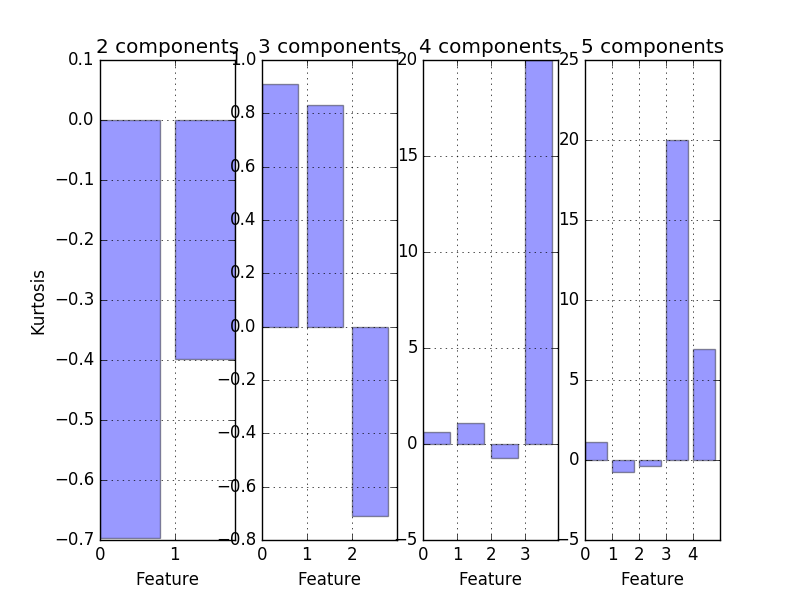 2 components
0.1
0.0
−0.1
−0.2
−0.3
−0.4
−0.5
−0.6
−0.7
0 1
Feature
Kurtosis
3 components
1.0
0.8
0.6
0.4
0.2
0.0
−0.2
−0.4
−0.6
−0.8
0 1 2
Feature
4 components
20
15
10
5
0
−5
0 1 2 3
Feature
5 components
25
20
15
10
5
0
−5
0 1 2 3 4
Feature